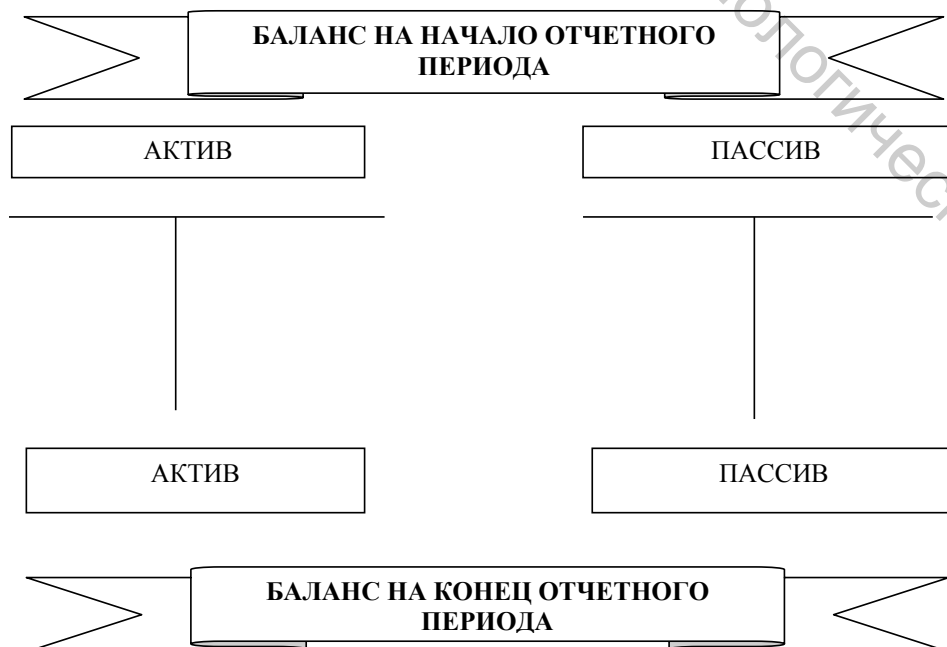 БАЛАНС НА НАЧАЛО ОТЧЕТНОГО
ПЕРИОДА
АКТИВ ПАССИВ
АКТИВ ПАССИВ
БАЛАНС НА КОНЕЦ ОТЧЕТНОГО
ПЕРИОДА